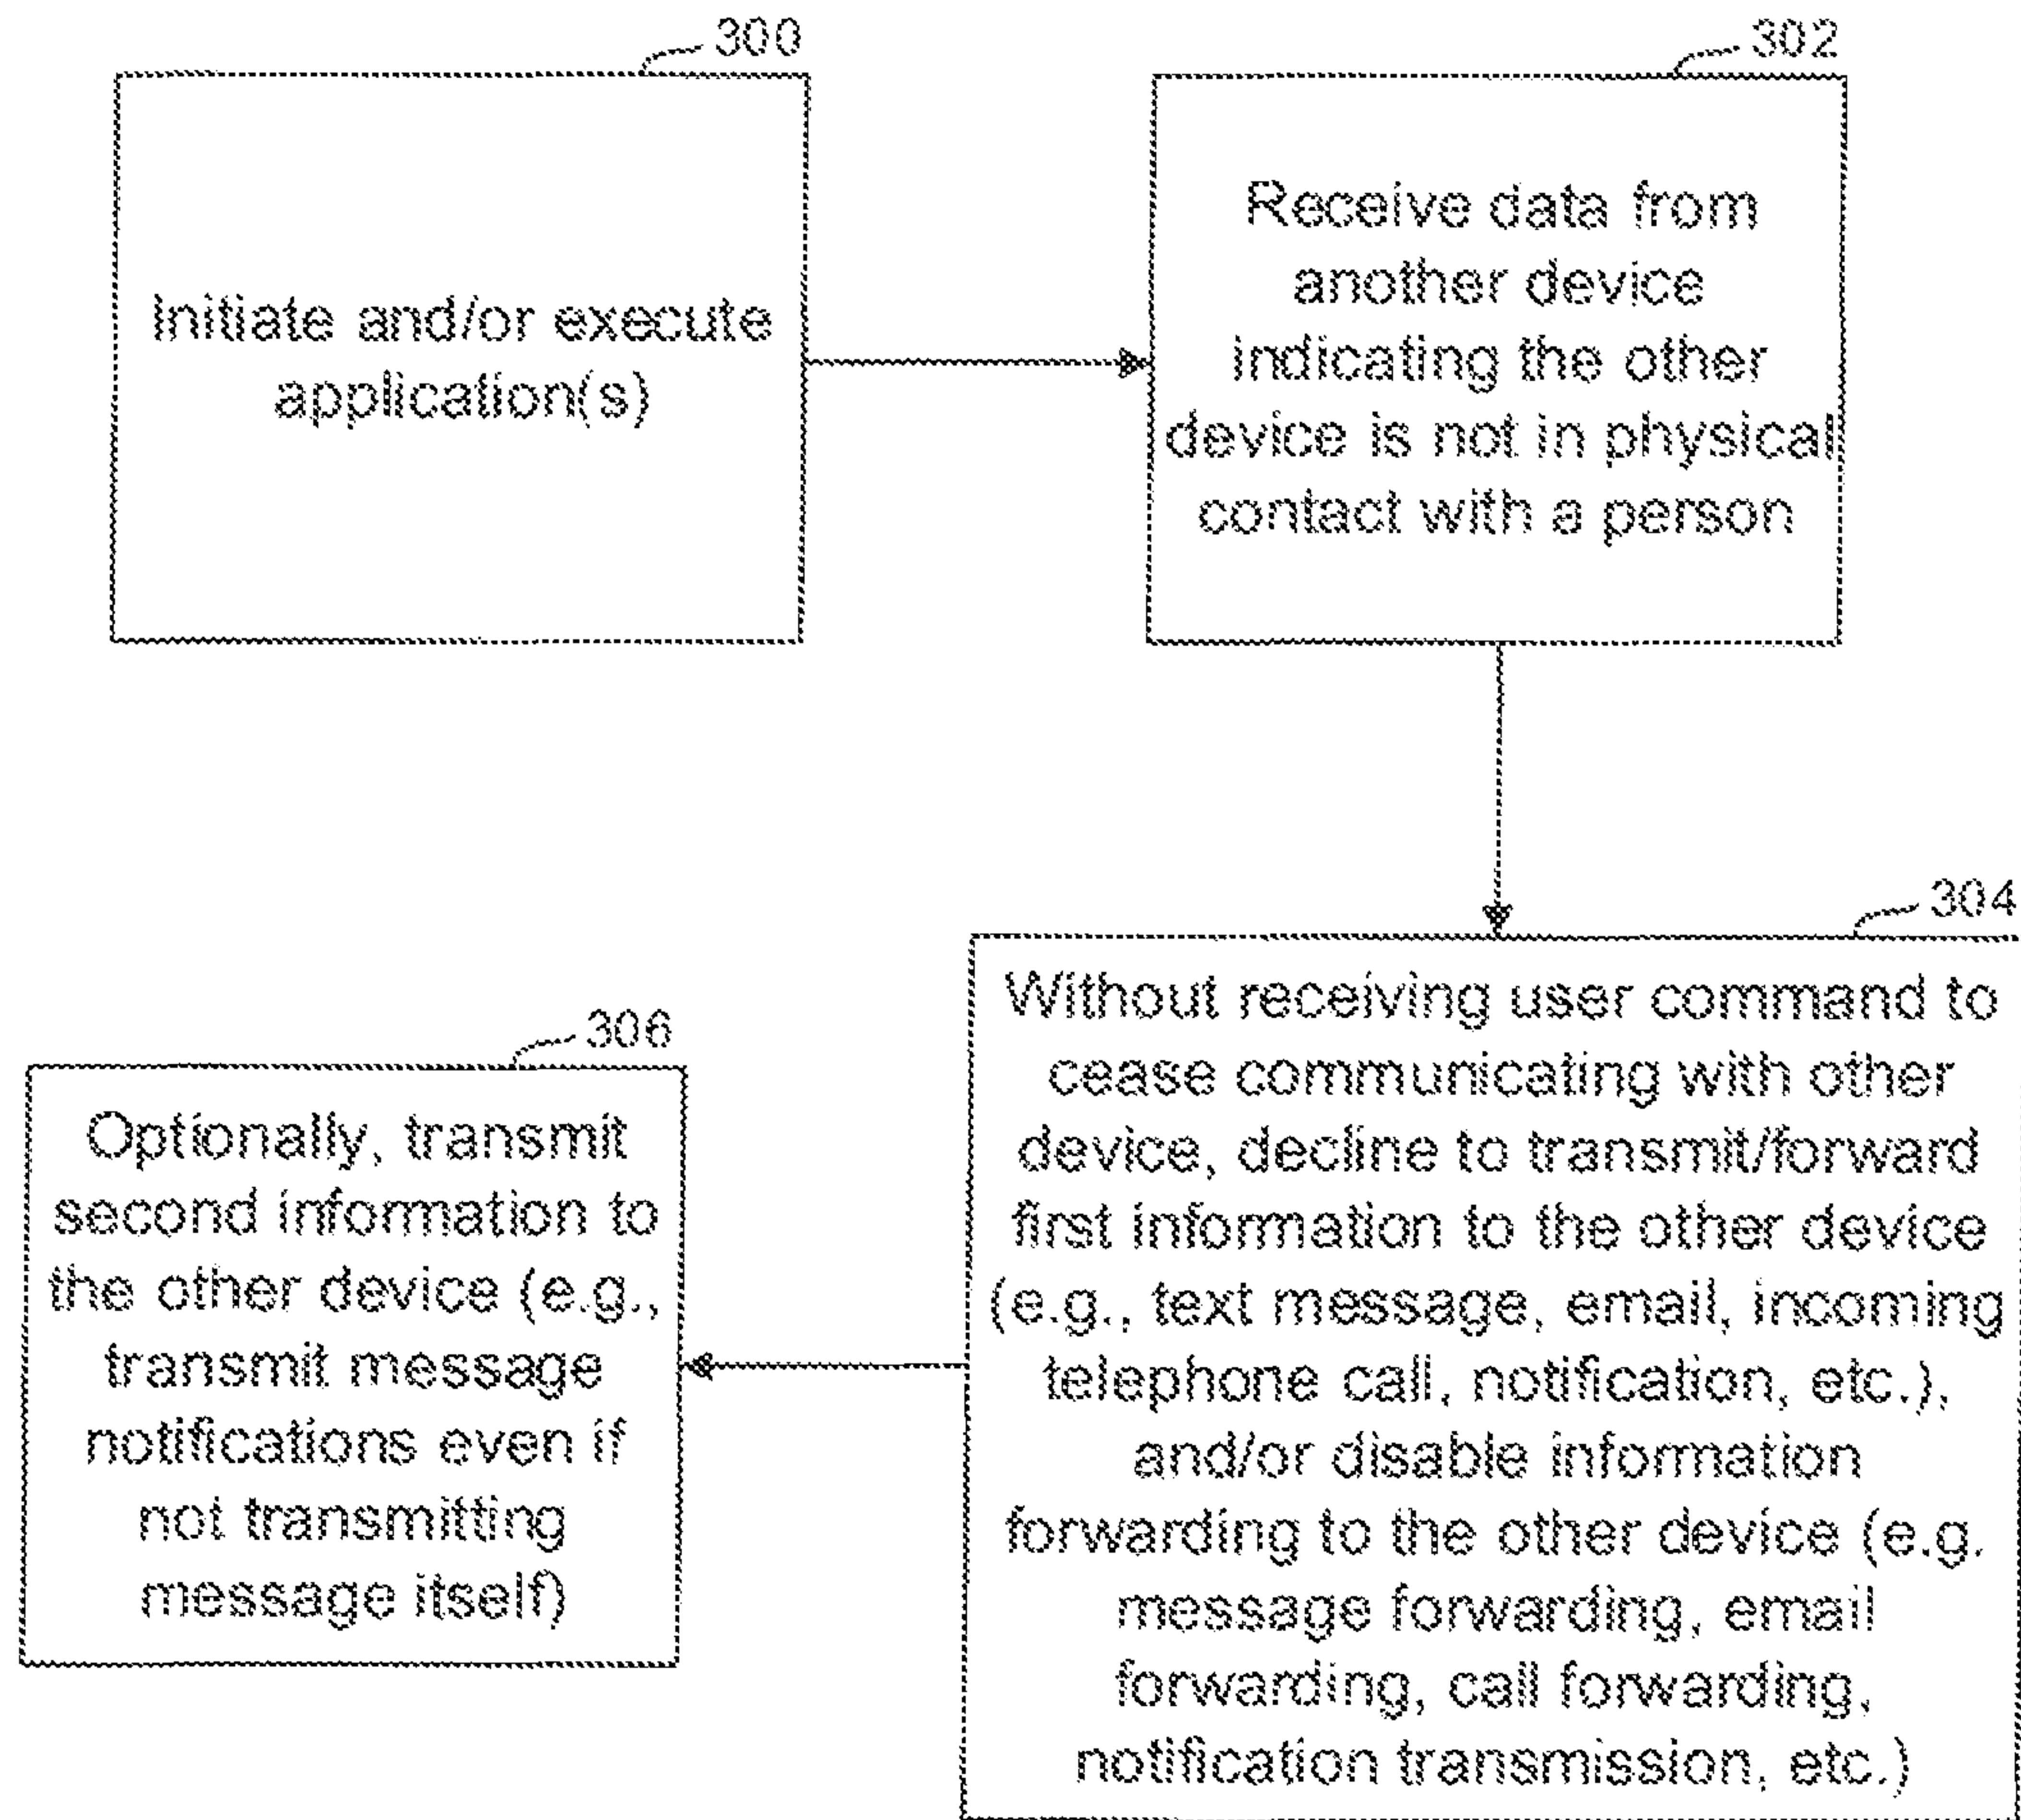 300
Initiate and/or execute
application(s)
302
Receive data from
another device
indicating the other
device is not in physical
contact with a person
304
Without receiving user command to
cease communicating with other
device, decline to transmit/forward
first information to the other device
(e.g., text message, email, incoming
telephone call, notification, etc.),
and/or disable information
forwarding to the other device (e.g.
message forwarding, email
forwarding, call forwarding,
notification transmission, etc.)
306
Optionally, transmit
second information to
the other device (e.g.,
transmit message
notifications even if
not transmitting
message itself)